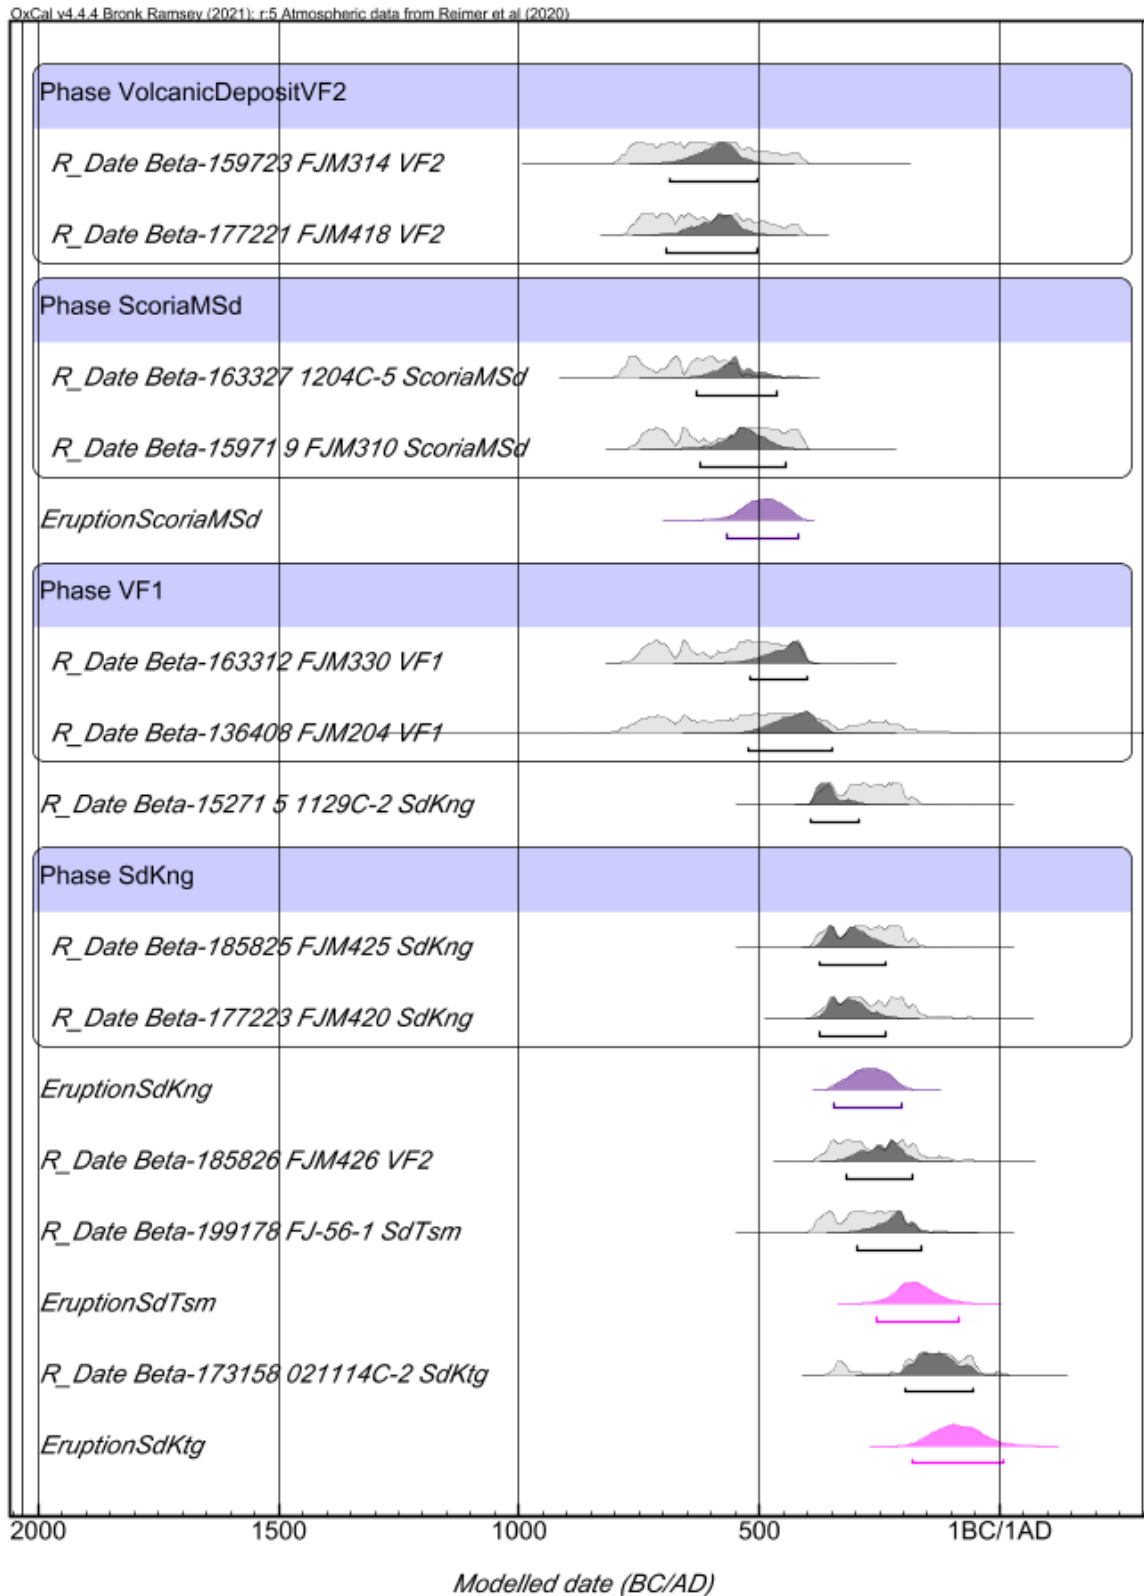 OxCal v4.4.4 Bronk Ramsey (2021); r:5 Atmospheric data from Reimer et al (2020)
Phase VolcanicDepositVF2
R_Date Beta-159723 FJM314 VF2
R_Date Beta-177221 FJM418 VF2
Phase ScoriaMSd
R_Date Beta-163327 1204C-5 ScoriaMSd
R_Date Beta-15971 9 FJM310 ScoriaMSd
EruptionScoriaMSd
Phase VF1
R_Date Beta-163312 FJM330 VF1
R_Date Beta-136408 FJM204 VF1
R_Date Beta-15271 5 1129C-2 SdKng
Phase SdKng
R_Date Beta-185825 FJM425 SdKng
R_Date Beta-177223 FJM420 SdKng
EruptionSdKng
R_Date Beta-185826 FJM426 VF2
R_Date Beta-199178 FJ-56-1 SdTsm
EruptionSdTsm
R_Date Beta-173158 021114C-2 SdKtg
EruptionSdKtg
2000 1500 1000 500 1BC/1AD
Modelled date (BC/AD)